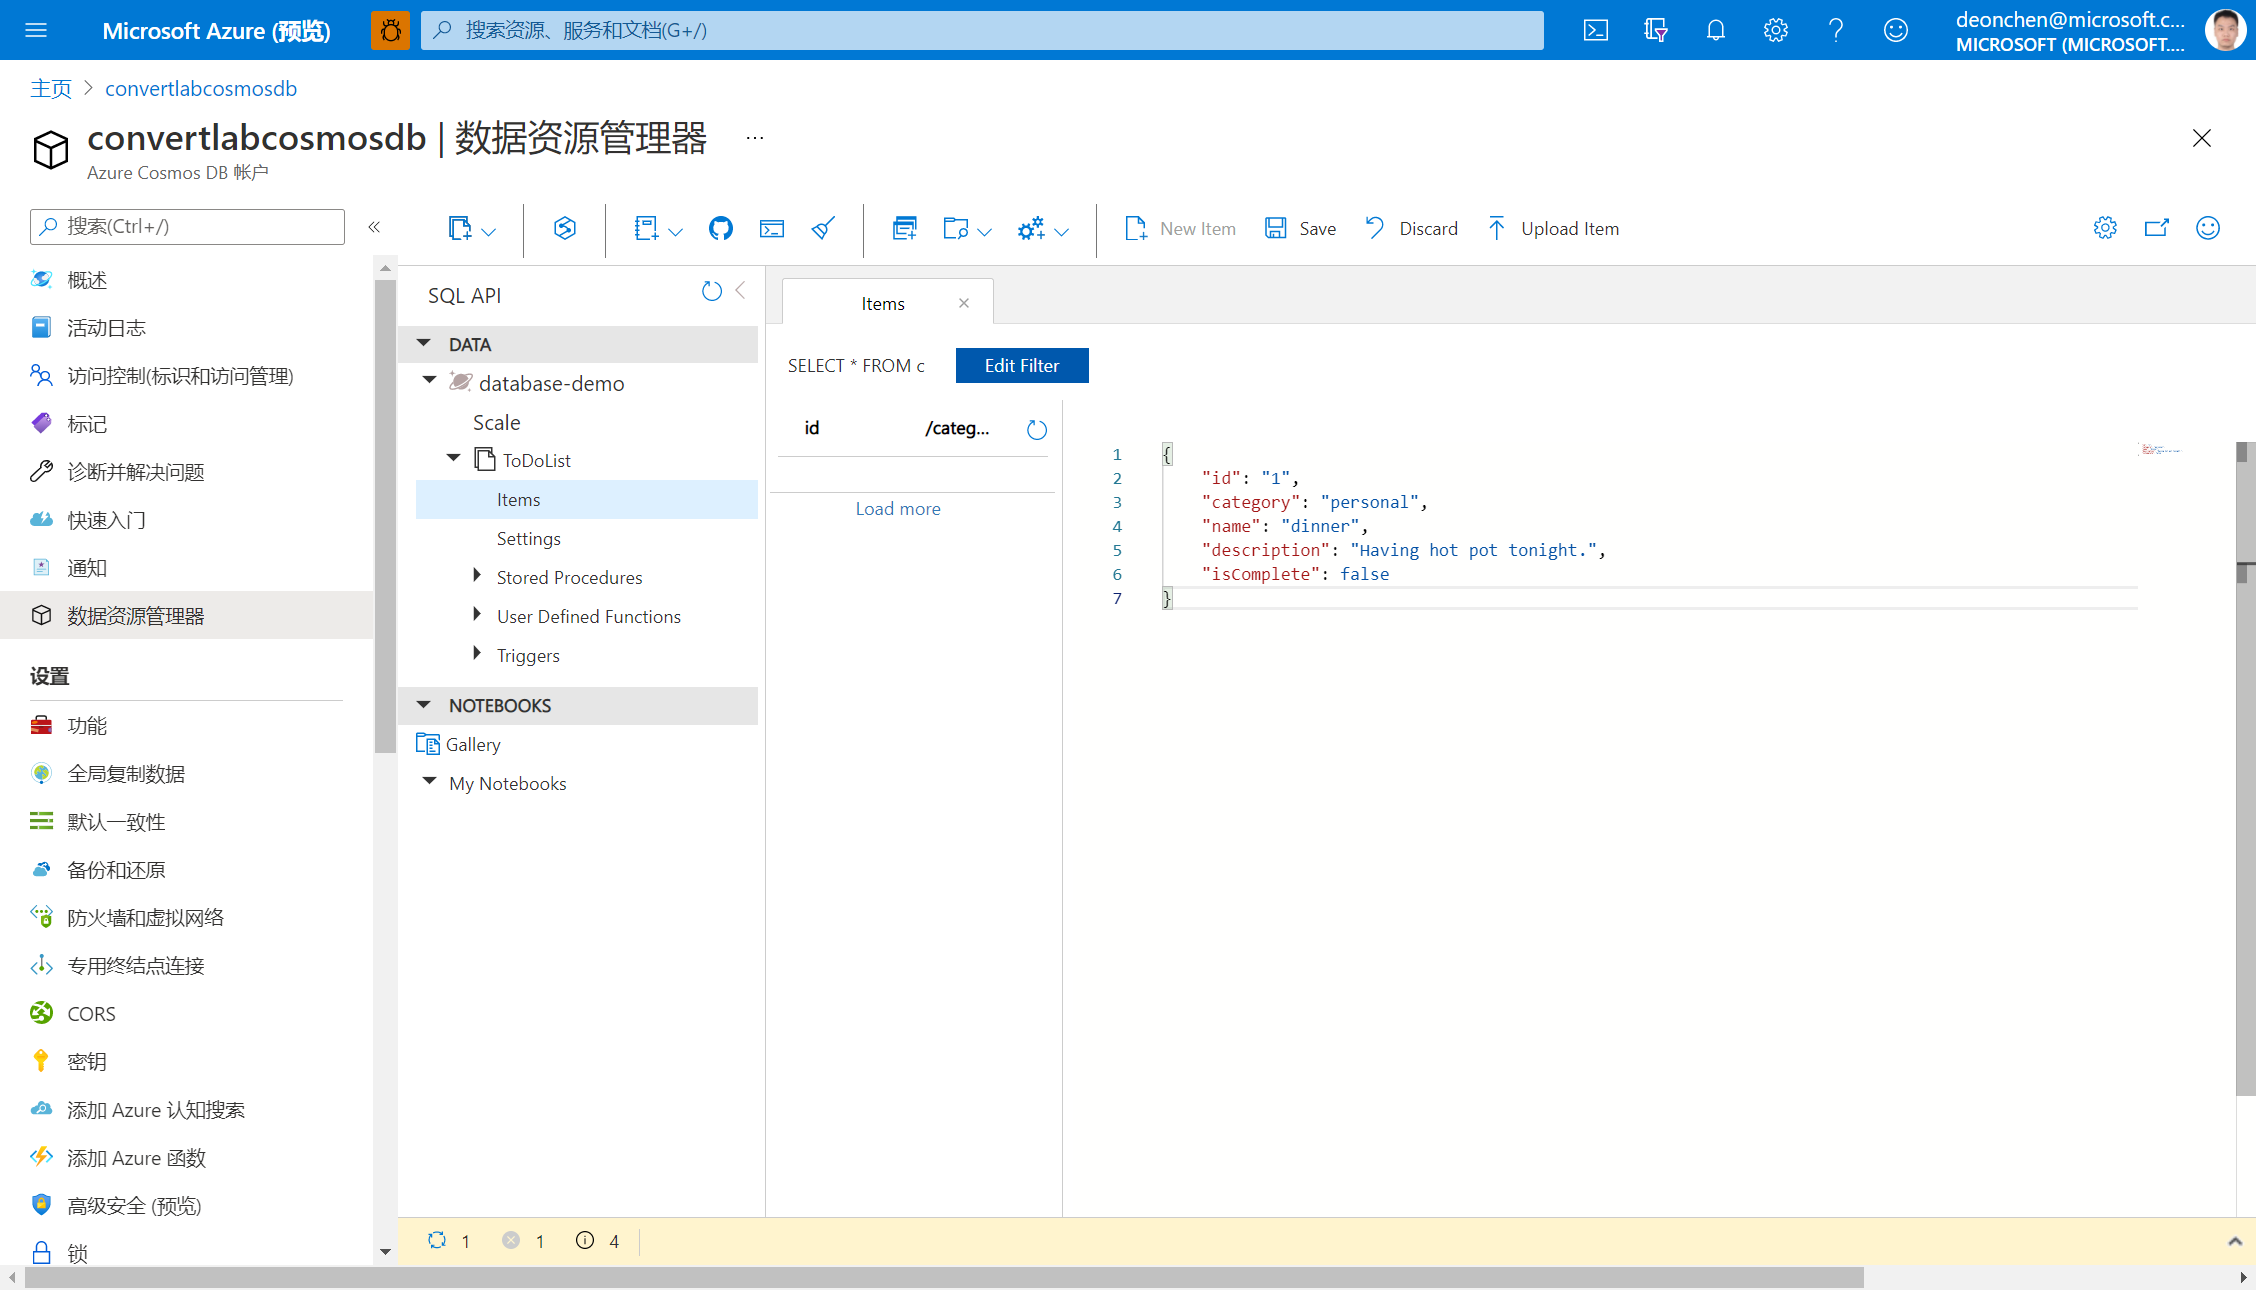 Microsoft Azure (预览)
搜索资源、服务和文档(G+/)
deonchen@microsoft.c...
MICROSOFT (MICROSOFT....
主页 > convertlabcosmosdb
convertlabcosmosdb | 数据资源管理器 ...
Azure Cosmos DB 帐户
搜索(Ctrl+/)
«
概述
活动日志
访问控制(标识和访问管理)
标记
诊断并解决问题
快速入门
通知
数据资源管理器
设置
功能
全局复制数据
默认一致性
备份和还原
防火墙和虚拟网络
专用终结点连接
CORS
密钥
添加 Azure 认知搜索
添加 Azure 函数
高级安全 (预览)
锁
New Item
Save
Discard
Upload Item
SQL API
DATA
database-demo
Scale
ToDoList
Items
Settings
Stored Procedures
User Defined Functions
Triggers
NOTEBOOKS
Gallery
My Notebooks
Items
SELECT * FROM c
Edit Filter
id /categ...
Load more
1 {
2 "id": "1",
3 "category": "personal",
4 "name": "dinner",
5 "description": "Having hot pot tonight.",
6 "isComplete": false
7 }
1 1 4